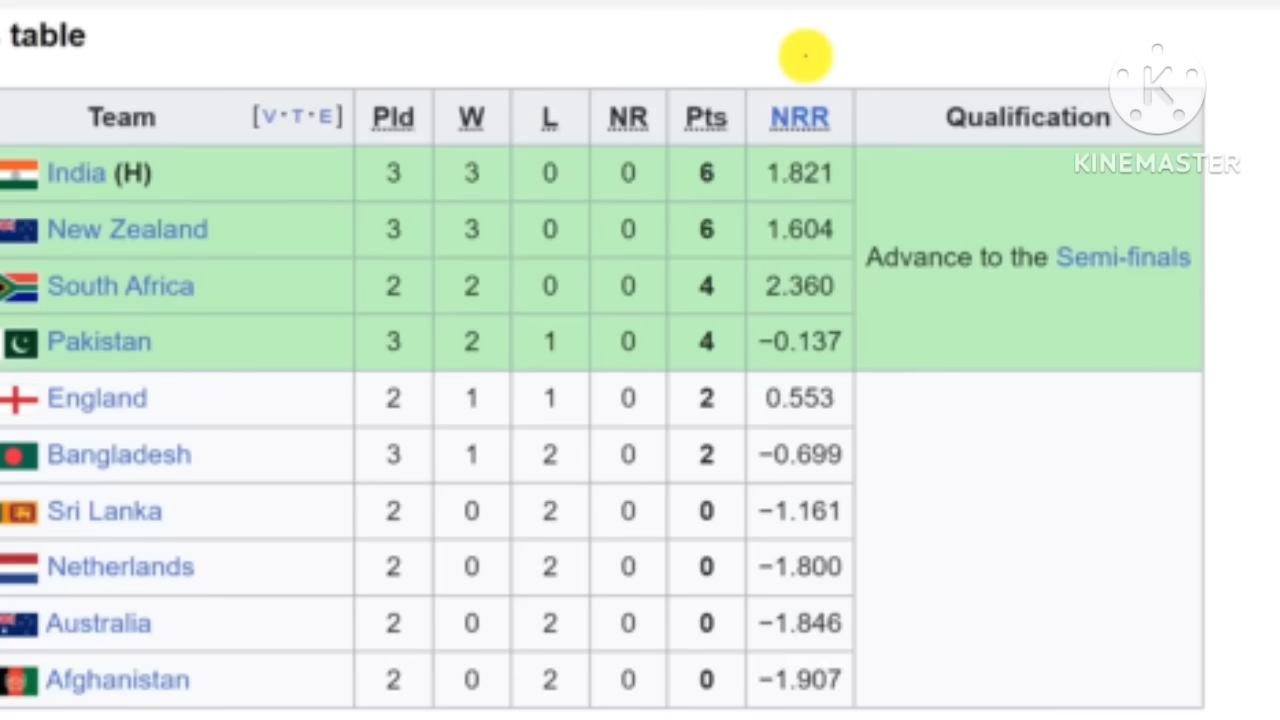 table
Team [V·T·E] Pld W L NR Pts NRR Qualification
K
KINEMASTER
India (H) 3 3 0 0 6 1.821
New Zealand 3 3 0 0 6 1.604
Advance to the Semi-finals
South Africa 2 2 0 0 4 2.360
Pakistan 3 2 1 0 4 −0.137
England 2 1 1 0 2 0.553
Bangladesh 3 1 2 0 2 −0.699
Sri Lanka 2 0 2 0 0 −1.161
Netherlands 2 0 2 0 0 −1.800
Australia 2 0 2 0 0 −1.846
Afghanistan 2 0 2 0 0 −1.907